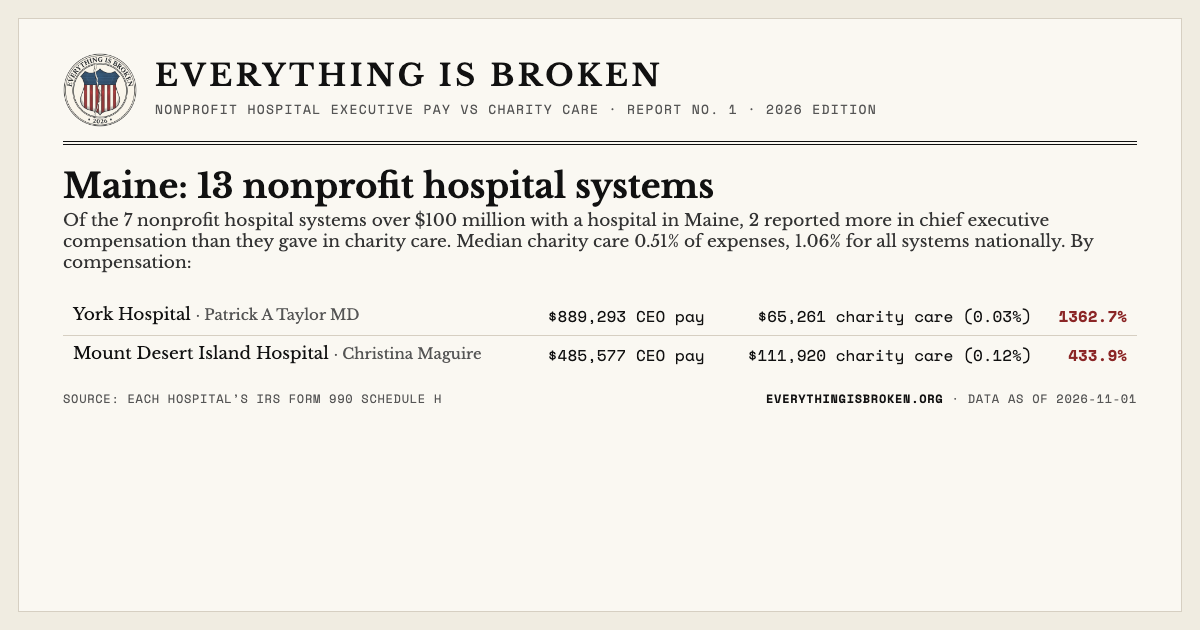 EVERYTHING IS BROKEN
2026
EVERYTHING IS BROKEN
NONPROFIT HOSPITAL EXECUTIVE PAY VS CHARITY CARE · REPORT NO. 1 · 2026 EDITION
Maine: 13 nonprofit hospital systems
Of the 7 nonprofit hospital systems over $100 million with a hospital in Maine, 2 reported more in chief executive
compensation than they gave in charity care. Median charity care 0.51% of expenses, 1.06% for all systems nationally. By
compensation:
York Hospital · Patrick A Taylor MD $889,293 CEO pay $65,261 charity care (0.03%) 1362.7%
Mount Desert Island Hospital · Christina Maguire $485,577 CEO pay $111,920 charity care (0.12%) 433.9%
SOURCE: EACH HOSPITAL’S IRS FORM 990 SCHEDULE H EVERYTHINGISBROKEN.ORG · DATA AS OF 2026-11-01